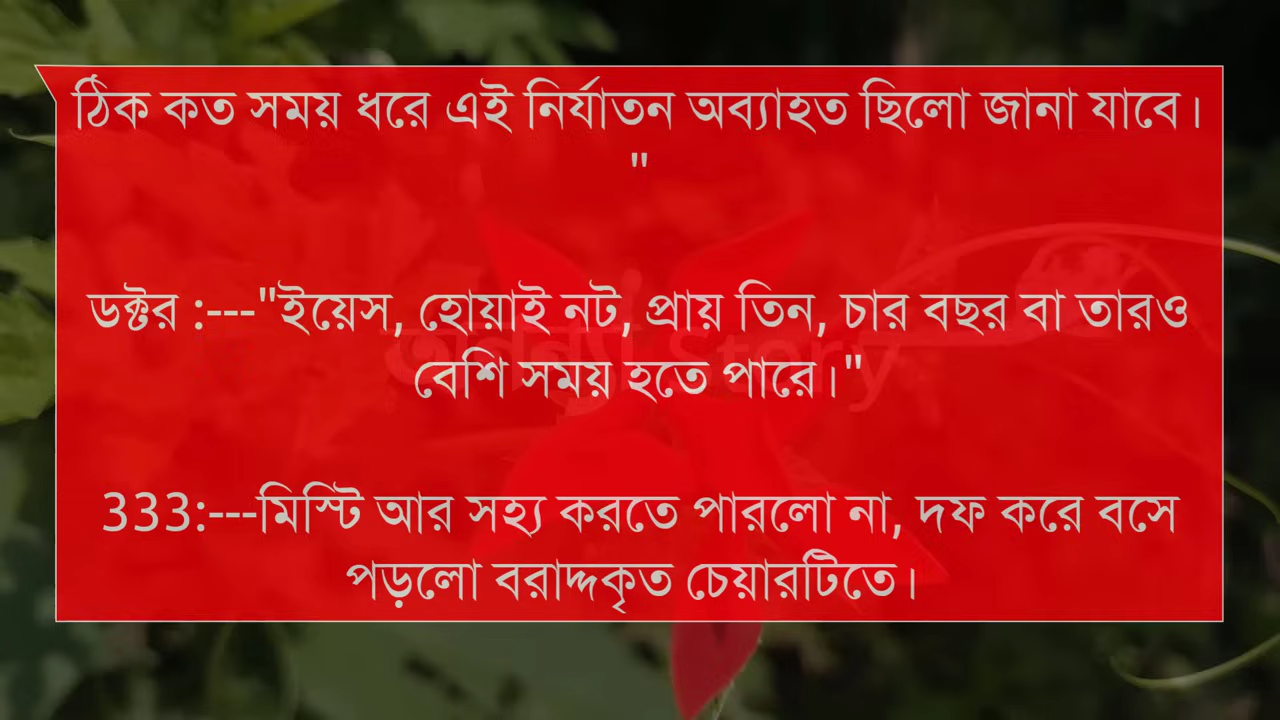 ঠিক কত সময় ধরে এই নির্যাতন অব্যাহত ছিলো জানা যাবে।
"
ডক্টর :---"ইয়েস, হোয়াই নট, প্রায় তিন, চার বছর বা তারও
বেশি সময় হতে পারে।"
333:---মিস্টি আর সহ্য করতে পারলো না, দফ করে বসে
পড়লো বরাদ্দকৃত চেয়ারটিতে।
Story